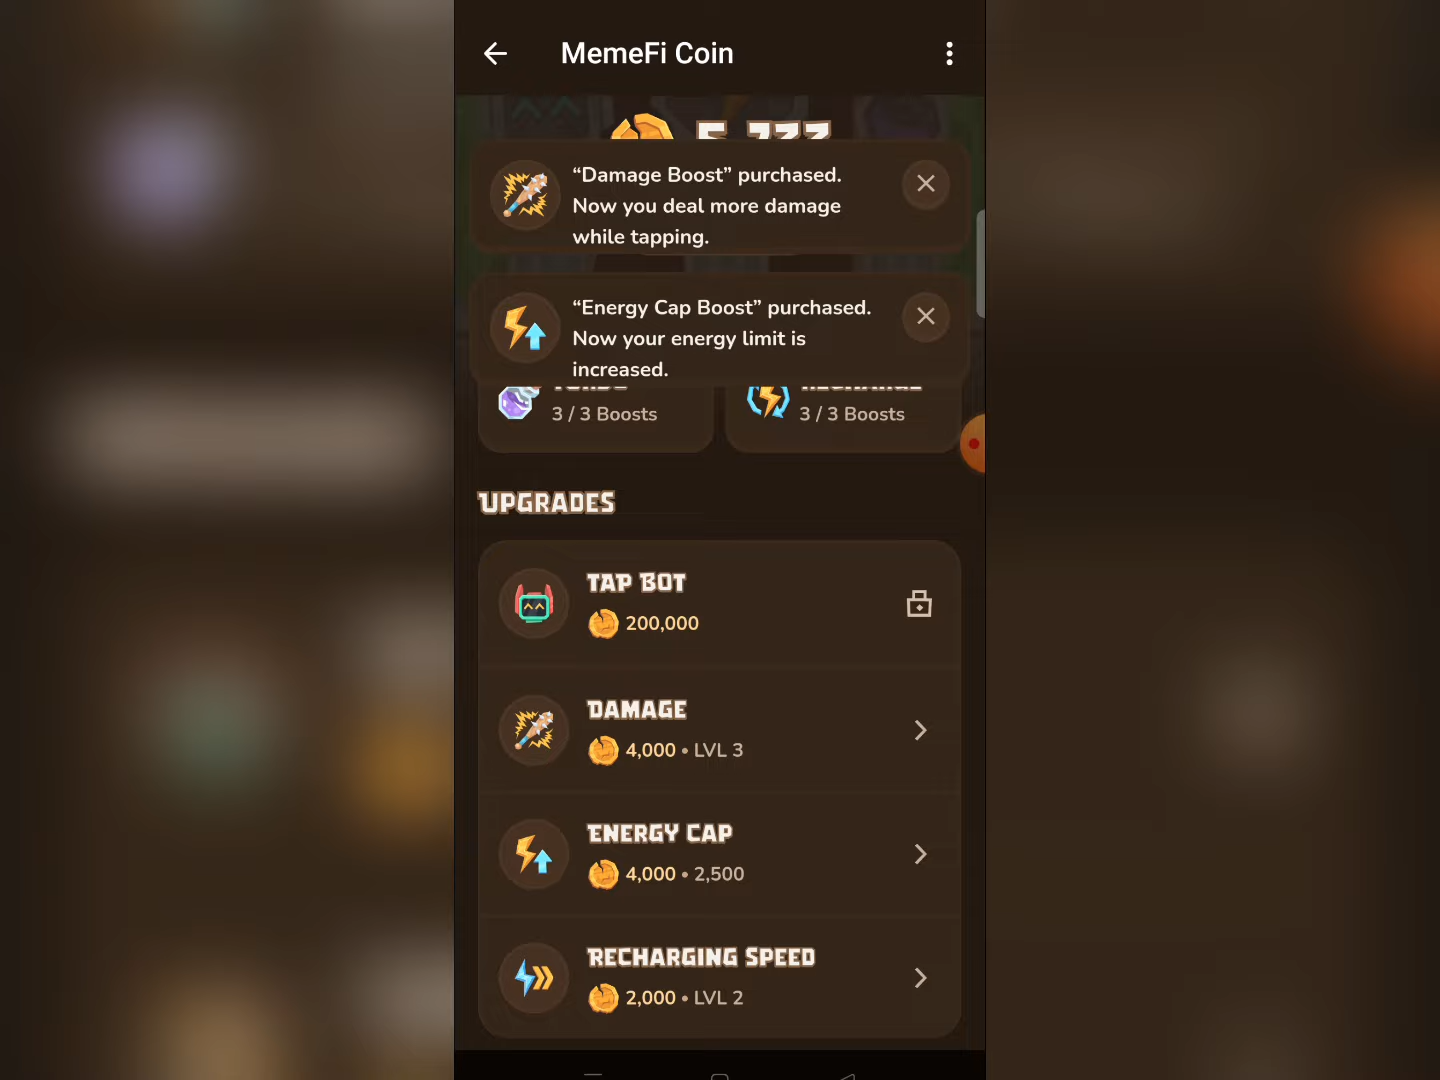 MemeFi Coin
“Damage Boost” purchased.
Now you deal more damage
while tapping.
“Energy Cap Boost” purchased.
Now your energy limit is
increased.
3 / 3 Boosts
3 / 3 Boosts
UPGRADES
TAP BOT
200,000
DAMAGE
4,000 • LVL 3
ENERGY CAP
4,000 • 2,500
RECHARGING SPEED
2,000 • LVL 2